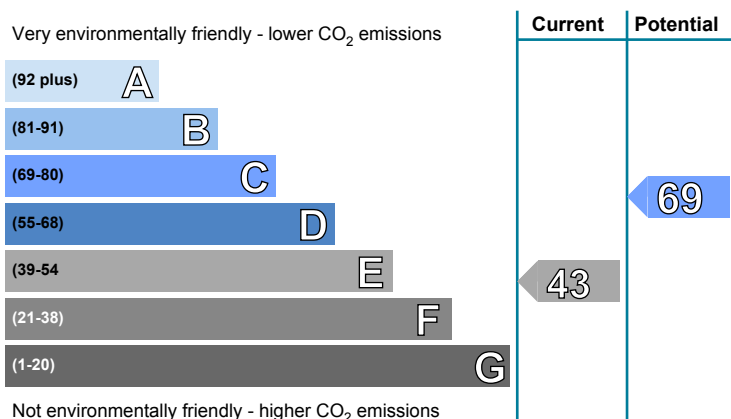 Very environmentally friendly - lower CO₂ emissions
Current
Potential
(92 plus) A
(81-91) B
(69-80) C
69
(55-68) D
(39-54 E
43
(21-38) F
(1-20) G
Not environmentally friendly - higher CO₂ emissions